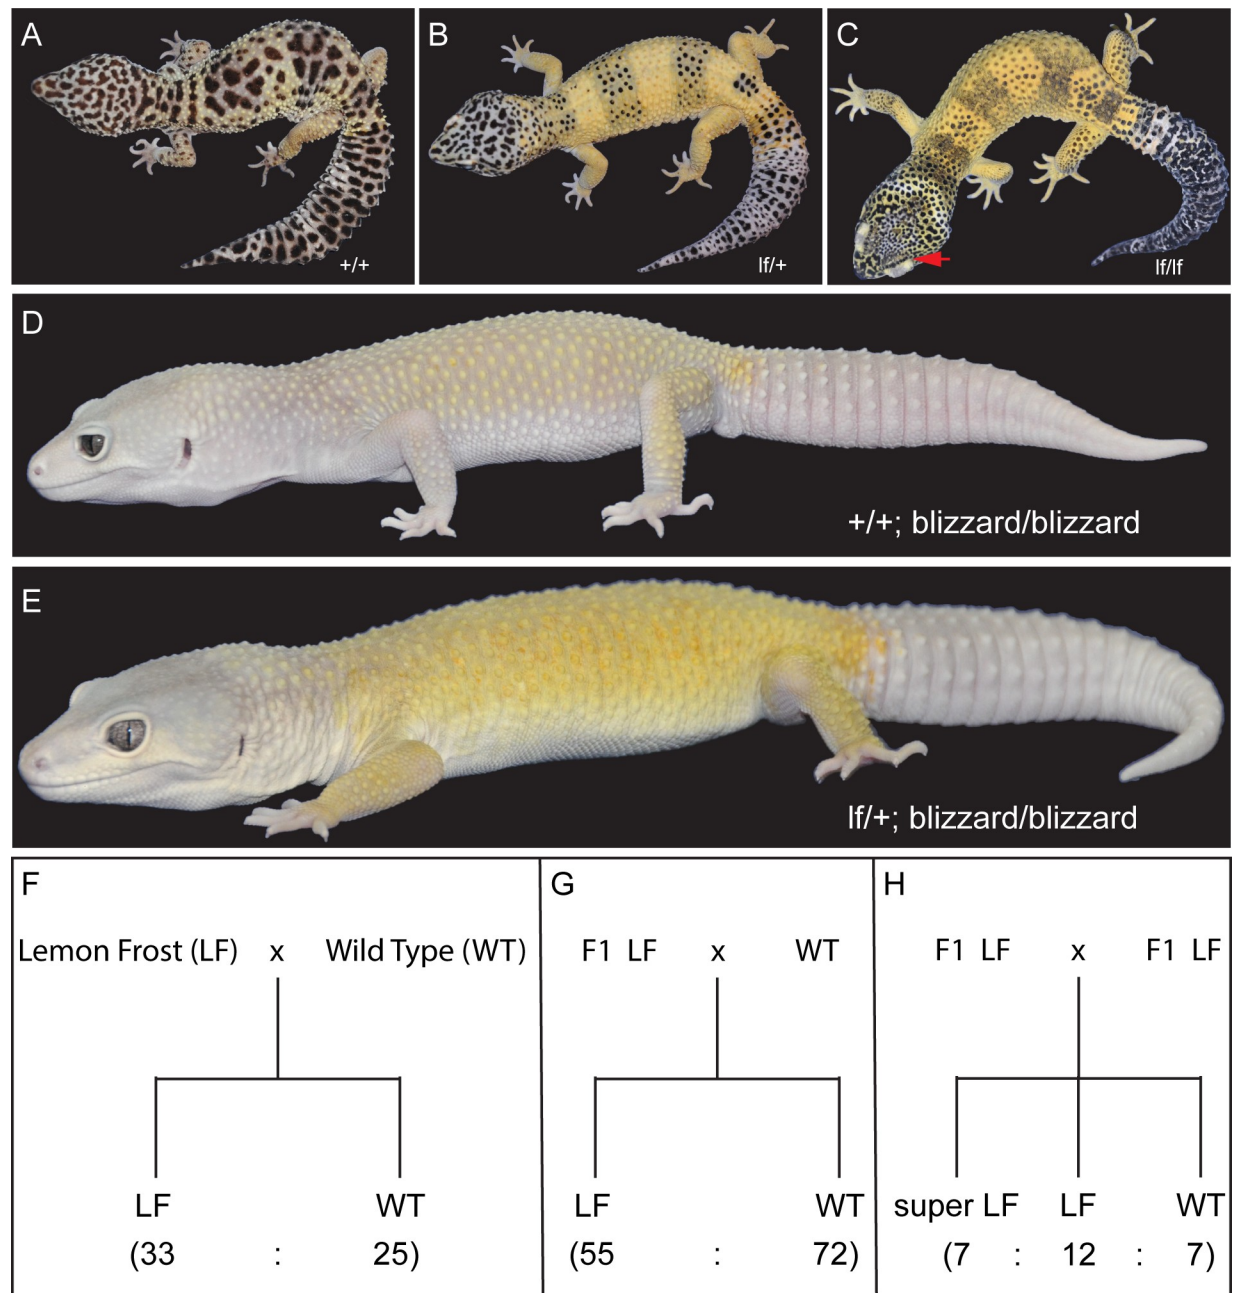 A
+/+
B
lf/+
C
lf/lf
D
+/+; blizzard/blizzard
E
lf/+; blizzard/blizzard
F
Lemon Frost (LF) x Wild Type (WT)
LF WT
(33 : 25)
G
F1 LF x WT
LF WT
(55 : 72)
H
F1 LF x F1 LF
super LF LF WT
(7 : 12 : 7)